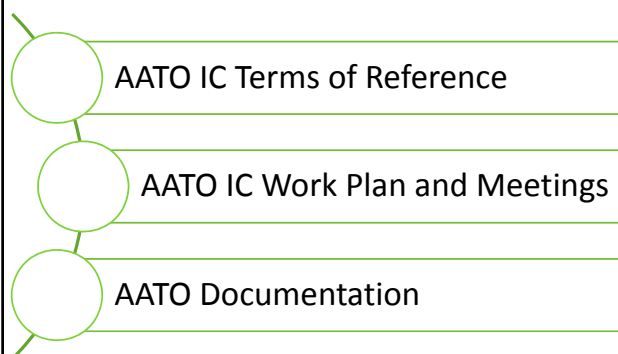 AATO IC Terms of Reference
AATO IC Work Plan and Meetings
AATO Documentation